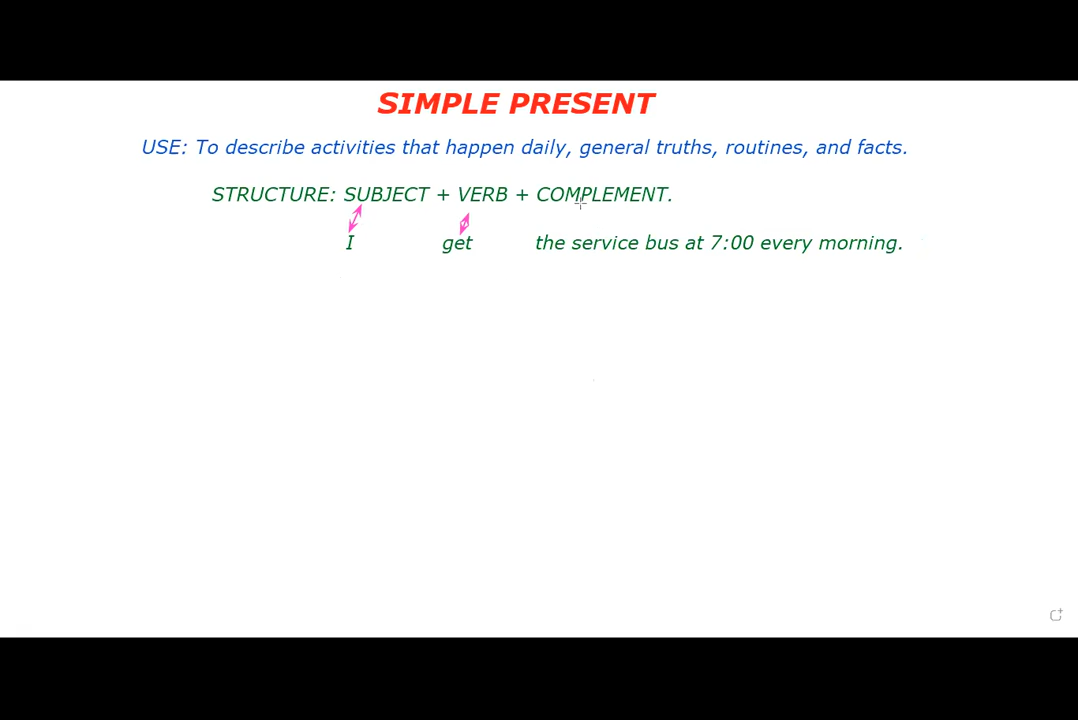 SIMPLE PRESENT
USE: To describe activities that happen daily, general truths, routines, and facts.
STRUCTURE: SUBJECT + VERB + COMPLEMENT.
I get the service bus at 7:00 every morning.